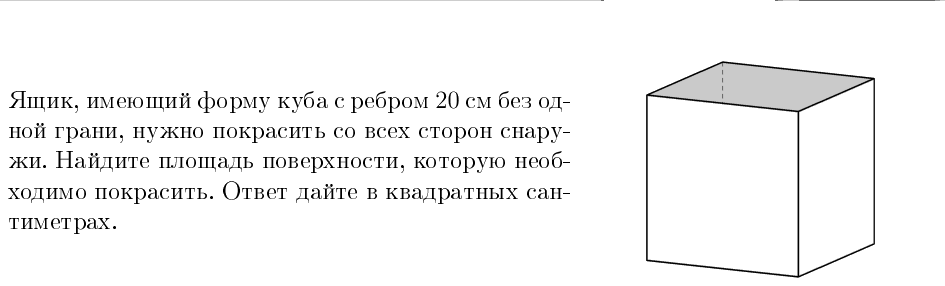 Ящик, имеющий форму куба с ребром 20 см без од-
ной грани, нужно покрасить со всех сторон снару-
жи. Найдите площадь поверхности, которую необ-
ходимо покрасить. Ответ дайте в квадратных сан-
тиметрах.